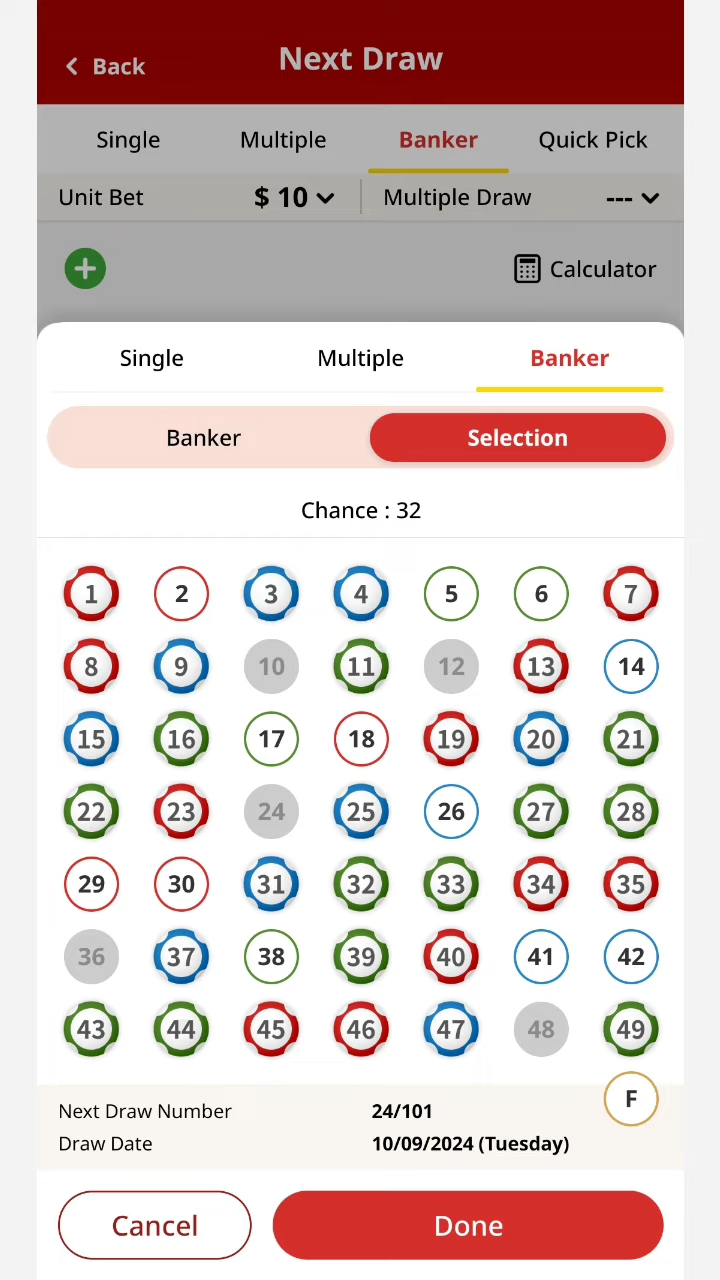 Back
Next Draw
Single Multiple Banker Quick Pick
Unit Bet $ 10 Multiple Draw ---
Calculator
Single Multiple Banker
Banker Selection
Chance : 32
1 2 3 4 5 6 7
8 9 10 11 12 13 14
15 16 17 18 19 20 21
22 23 24 25 26 27 28
29 30 31 32 33 34 35
36 37 38 39 40 41 42
43 44 45 46 47 48 49
F
Next Draw Number 24/101
Draw Date 10/09/2024 (Tuesday)
Cancel Done